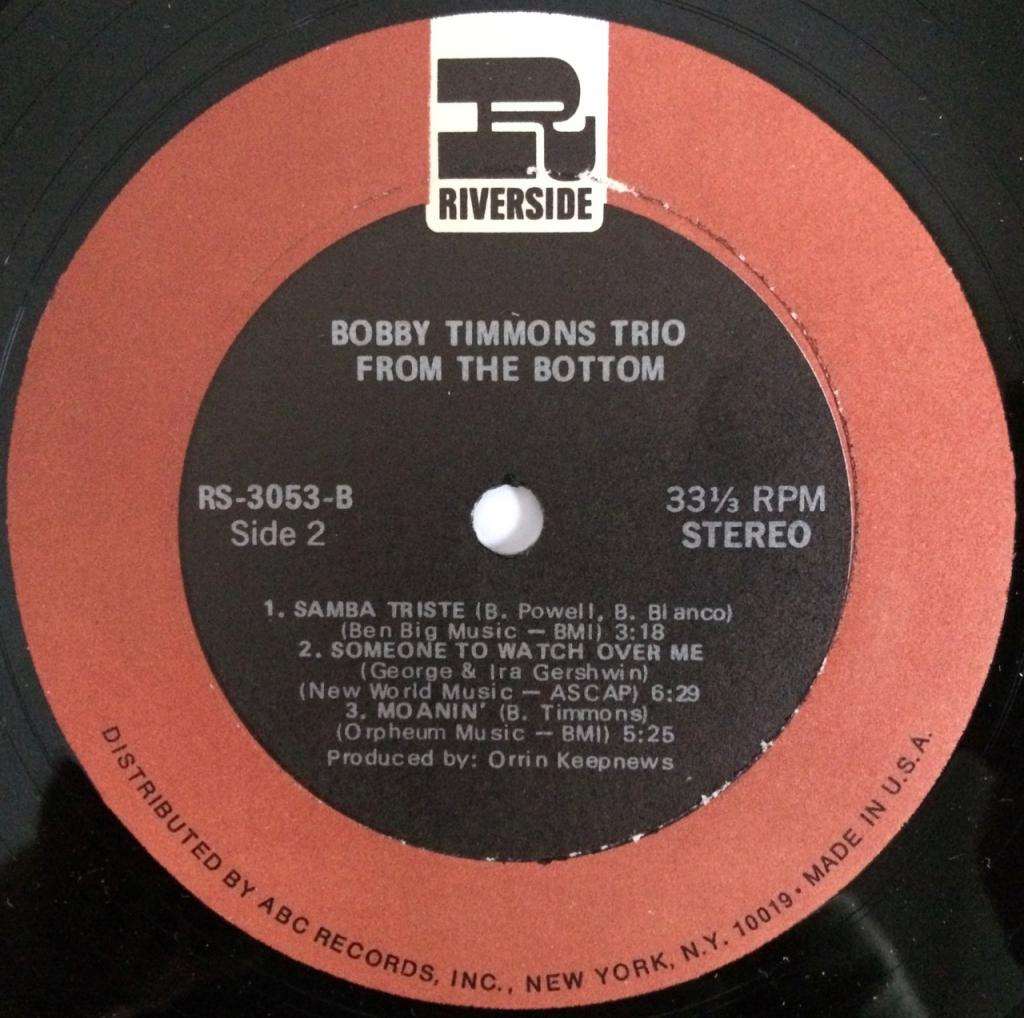 RIVERSIDE
BOBBY TIMMONS TRIO
FROM THE BOTTOM
RS-3053-B
Side 2
33⅓ RPM
STEREO
1. SAMBA TRISTE (B. Powell, B. Blanco)
(Ben Big Music — BMI) 3:18
2. SOMEONE TO WATCH OVER ME
(George & Ira Gershwin)
(New World Music — ASCAP) 6:29
3. MOANIN' (B. Timmons)
(Orpheum Music — BMI) 5:25
Produced by: Orrin Keepnews
DISTRIBUTED BY ABC RECORDS, INC., NEW YORK, N.Y. 10019 • MADE IN U.S.A.